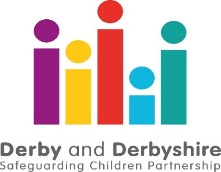 Derby and Derbyshire
Safeguarding Children Partnership